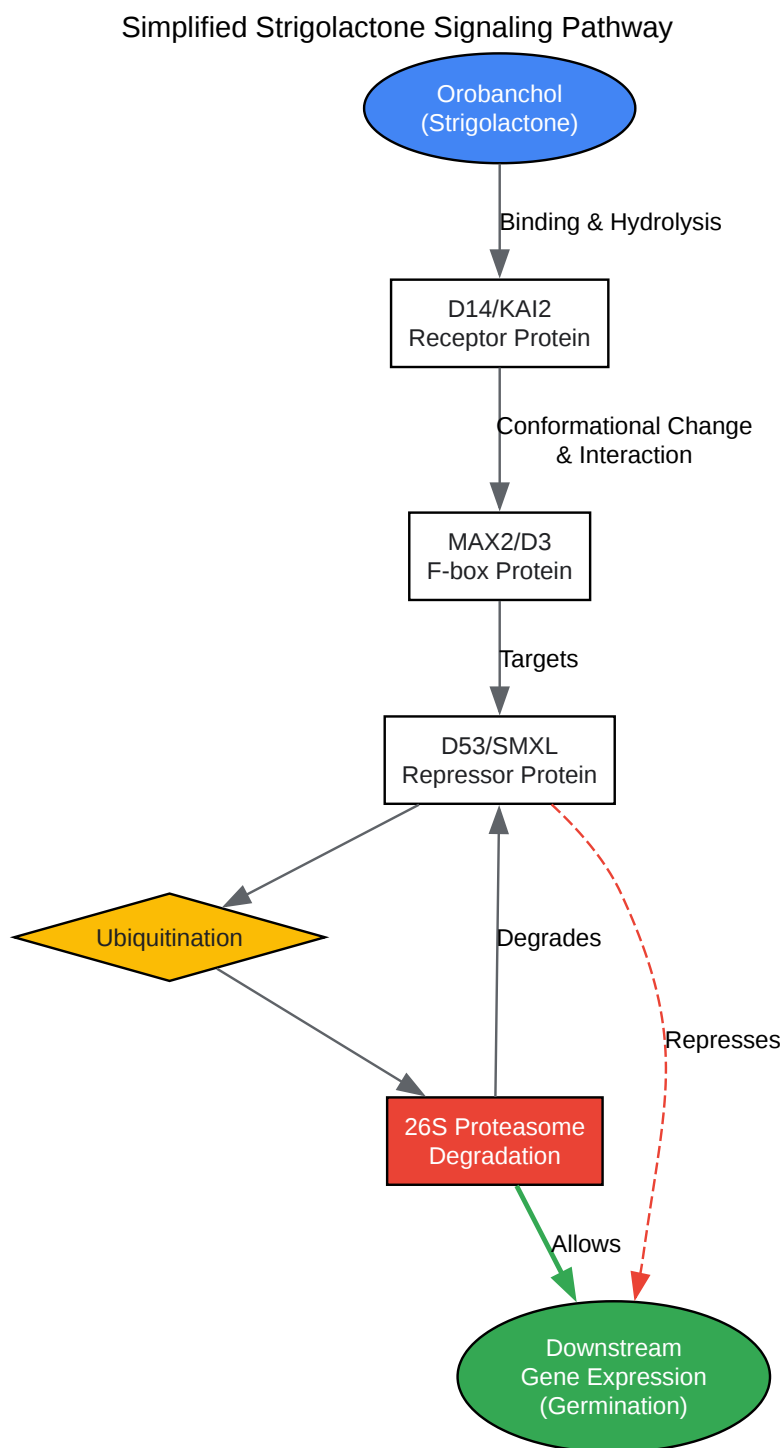 Simplified Strigolactone Signaling Pathway
Orobanchol
(Strigolactone)
Binding & Hydrolysis
D14/KAI2
Receptor Protein
Conformational Change
& Interaction
MAX2/D3
F-box Protein
Targets
D53/SMXL
Repressor Protein
Ubiquitination
Degrades
Represses
26S Proteasome
Degradation
Allows
Downstream
Gene Expression
(Germination)